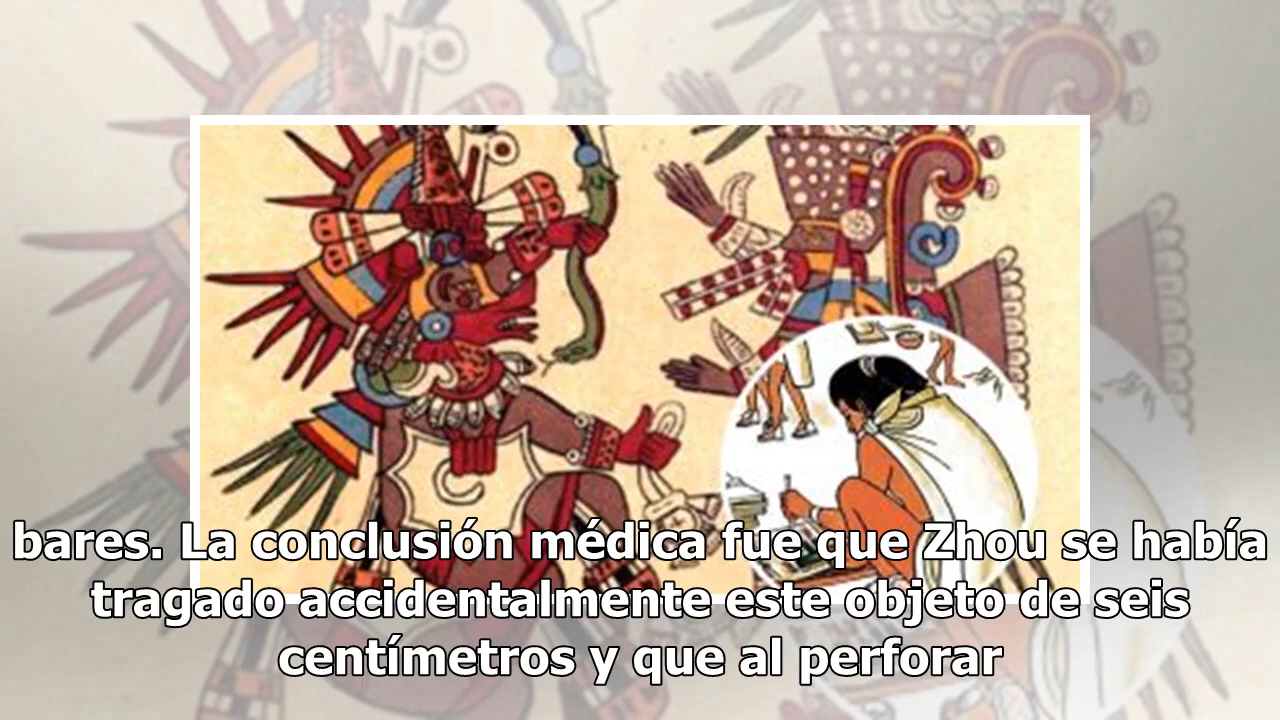 bares. La conclusión médica fue que Zhou se había
tragado accidentalmente este objeto de seis
centímetros y que al perforar